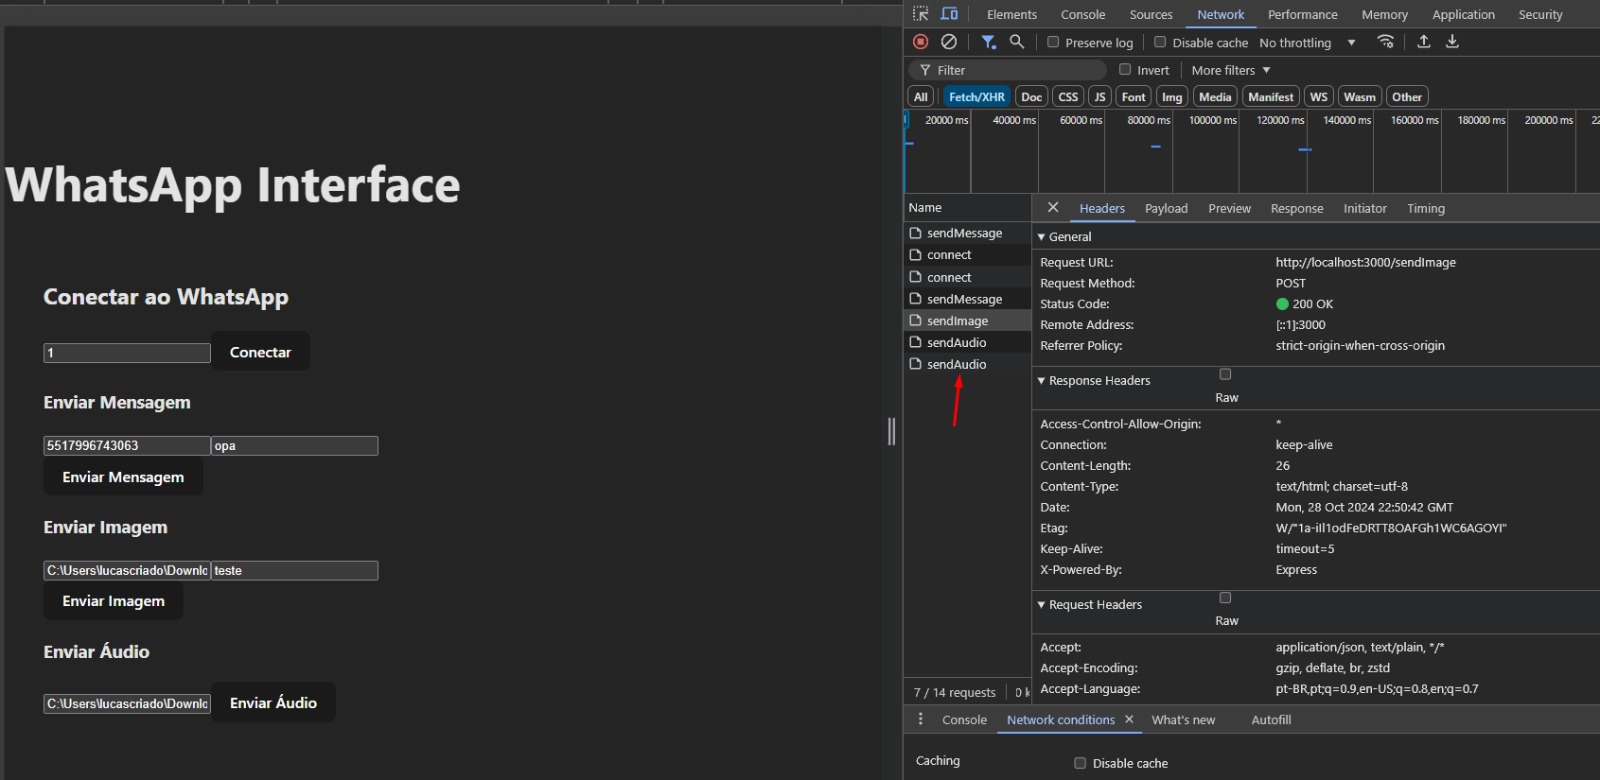 WhatsApp Interface
Conectar ao WhatsApp
1
Conectar
Enviar Mensagem
5517996743063
opa
Enviar Mensagem
Enviar Imagem
C:\Users\lucascriado\Downlo
teste
Enviar Imagem
Enviar Áudio
C:\Users\lucascriado\Downlo
Enviar Áudio
Elements Console Sources Network Performance Memory Application Security
Preserve log Disable cache No throttling
Filter Invert More filters
All Fetch/XHR Doc CSS JS Font Img Media Manifest WS Wasm Other
20000 ms 40000 ms 60000 ms 80000 ms 100000 ms 120000 ms 140000 ms 160000 ms 180000 ms 200000 ms 22
Name
sendMessage
connect
connect
sendMessage
sendImage
sendAudio
sendAudio
7 / 14 requests 0 k
Headers Payload Preview Response Initiator Timing
General
Request URL: http://localhost:3000/sendImage
Request Method: POST
Status Code: 200 OK
Remote Address: [::1]:3000
Referrer Policy: strict-origin-when-cross-origin
Response Headers
Raw
Access-Control-Allow-Origin: *
Connection: keep-alive
Content-Length: 26
Content-Type: text/html; charset=utf-8
Date: Mon, 28 Oct 2024 22:50:42 GMT
Etag: W/"1a-iIl1odFeDRTT8OAFGh1WC6AGOYI"
Keep-Alive: timeout=5
X-Powered-By: Express
Request Headers
Raw
Accept: application/json, text/plain, */*
Accept-Encoding: gzip, deflate, br, zstd
Accept-Language: pt-BR,pt;q=0.9,en-US;q=0.8,en;q=0.7
Console Network conditions What's new Autofill
Caching Disable cache